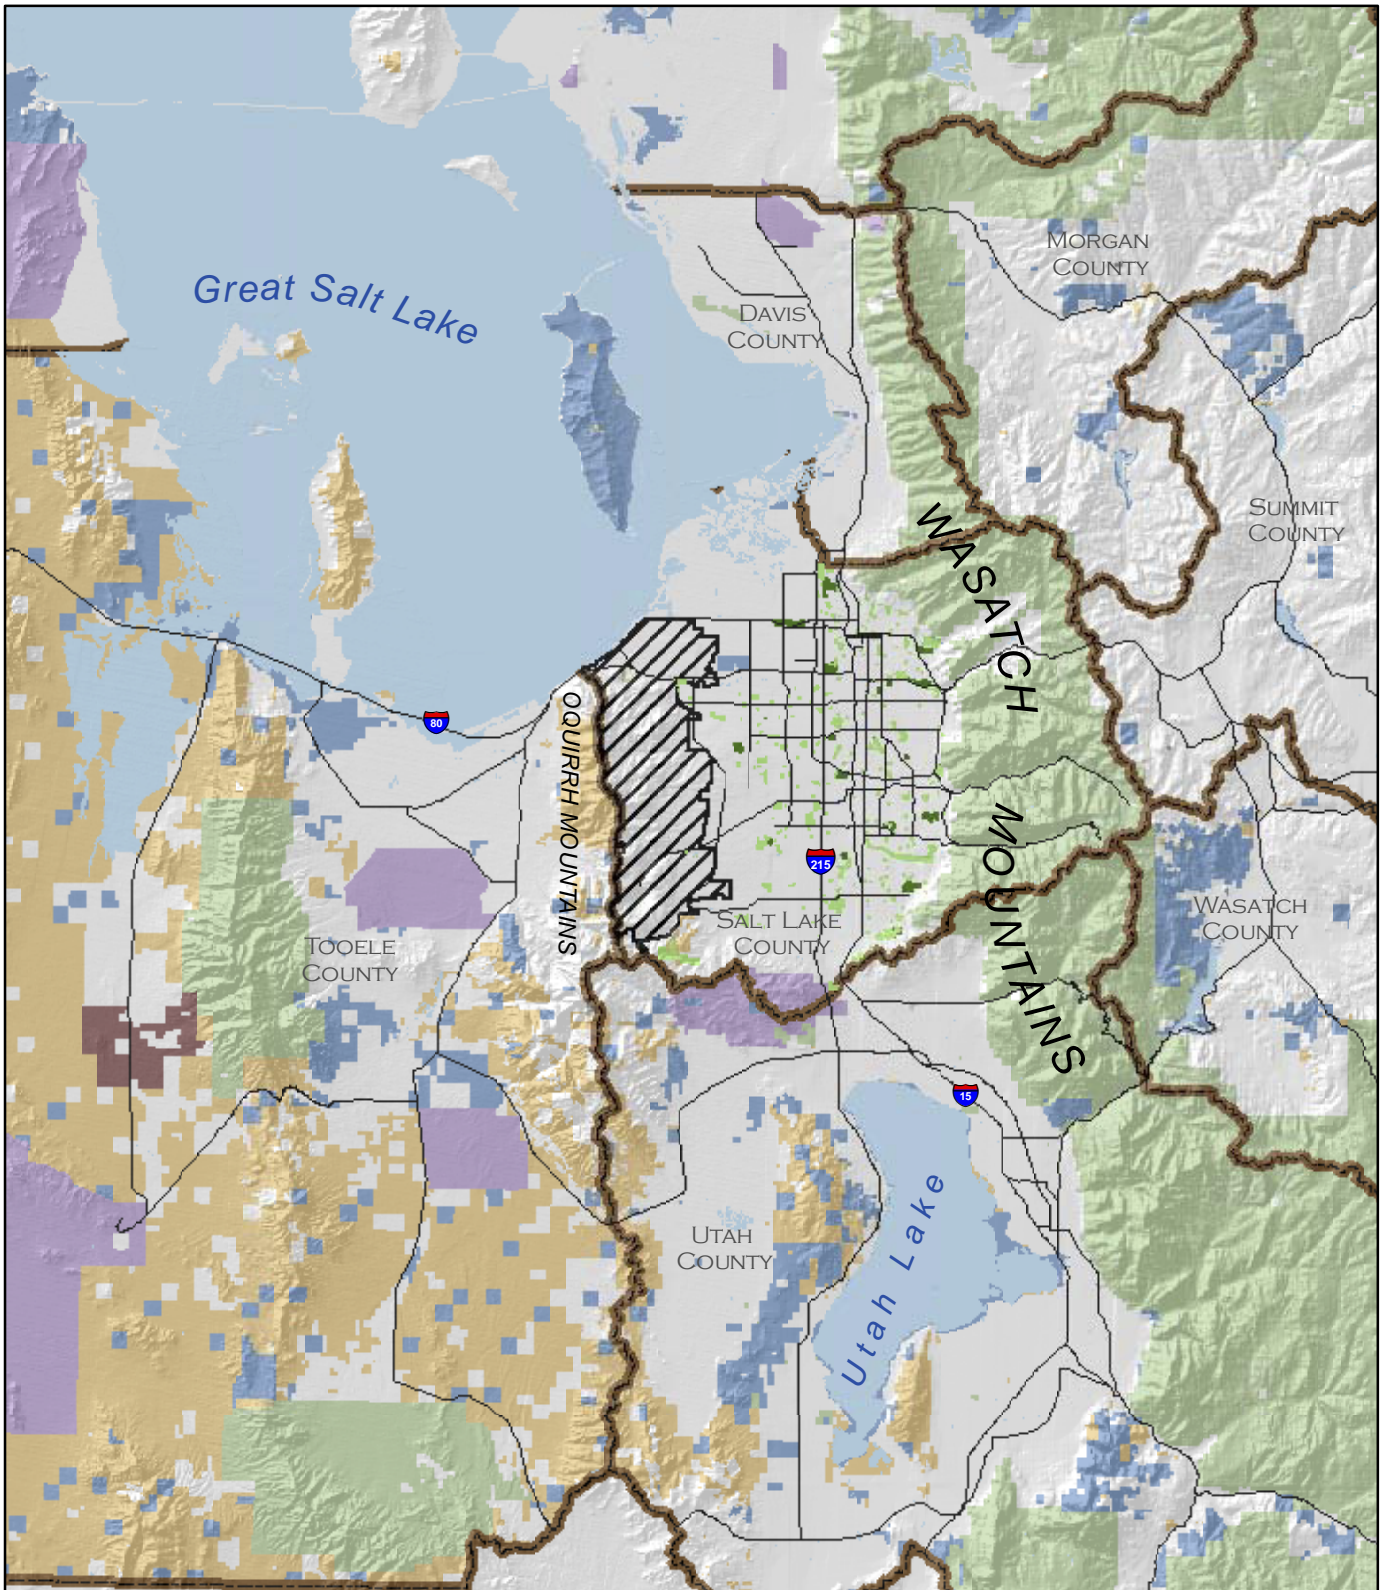 MORGAN
COUNTY
Great Salt Lake
DAVIS
COUNTY
SUMMIT
COUNTY
WASATCH MOUNTAINS
80
OQUIRRH MOUNTAINS
215
WASATCH
COUNTY
SALT LAKE
COUNTY
TOOELE
COUNTY
15
UTAH
COUNTY
Utah Lake